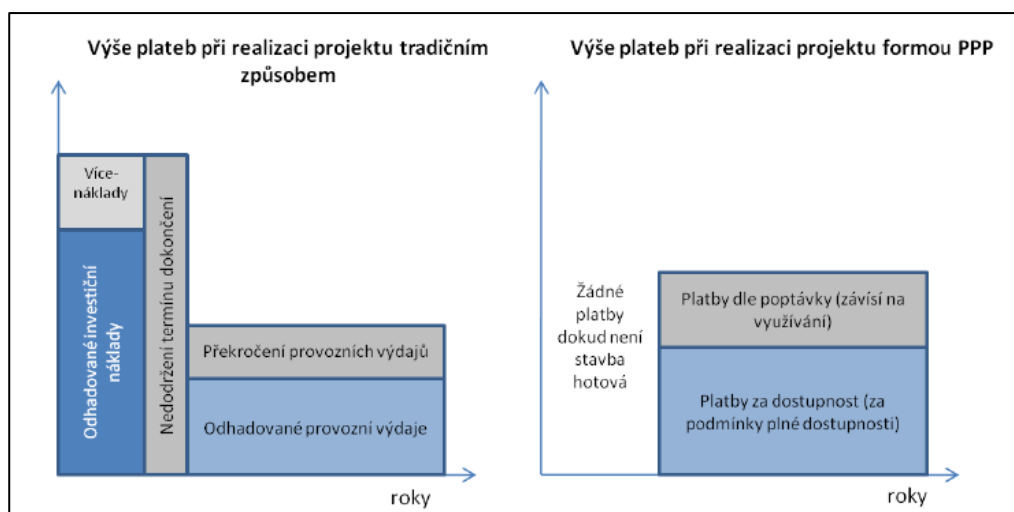 Výše plateb při realizaci projektu tradičním
způsobem
Více-
náklady
Odhadované investiční
náklady
Nedodržení termínu dokončení
Překročení provozních výdajů
Odhadované provozní výdaje
roky
Výše plateb při realizaci projektu formou PPP
Žádné
platby
dokud není
stavba
hotová
Platby dle poptávky (závisí na
využívání)
Platby za dostupnost (za
podmínky plné dostupnosti)
roky